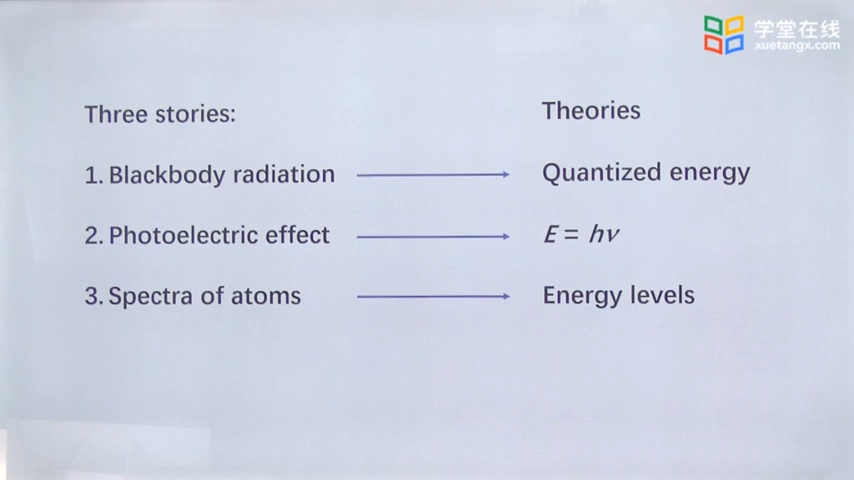 学堂在线
xuetangx.com
Three stories:
Theories
1. Blackbody radiation
Quantized energy
2. Photoelectric effect
E = hν
3. Spectra of atoms
Energy levels